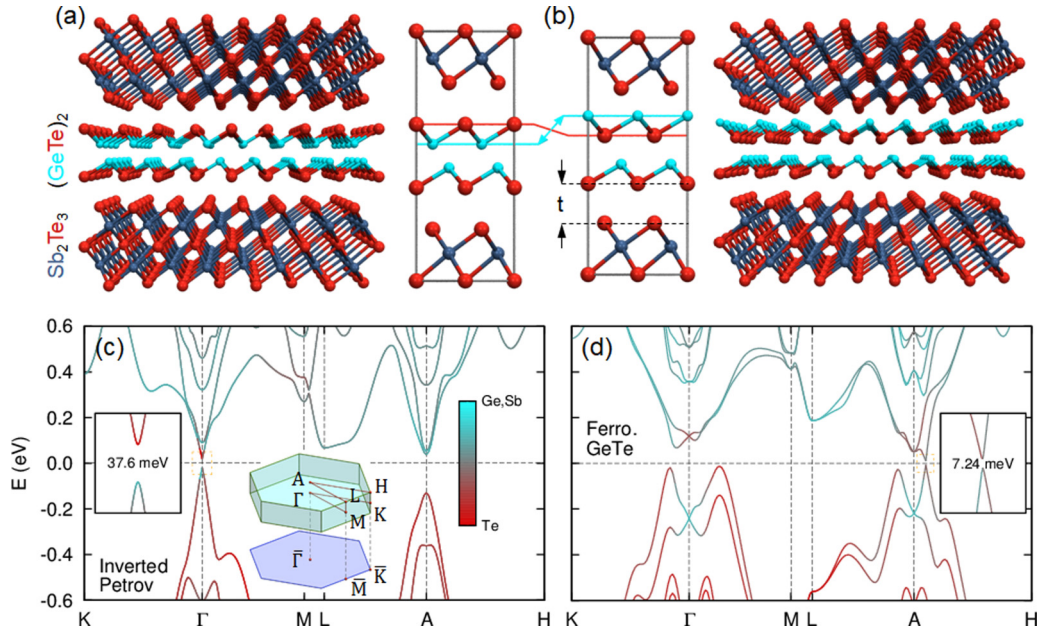 (a)
(b)
(GeTe)₂
Sb₂Te₃
t
(c)
(d)
E (eV)
0.6
0.4
0.2
0.0
-0.2
-0.4
-0.6
37.6 meV
Inverted
Petrov
Ge,Sb
Te
A
Γ
L
M
H
K
Γ̅
M̅
K̅
K
Γ
M
L
A
H
Ferro.
GeTe
7.24 meV
K
Γ
M
L
A
H